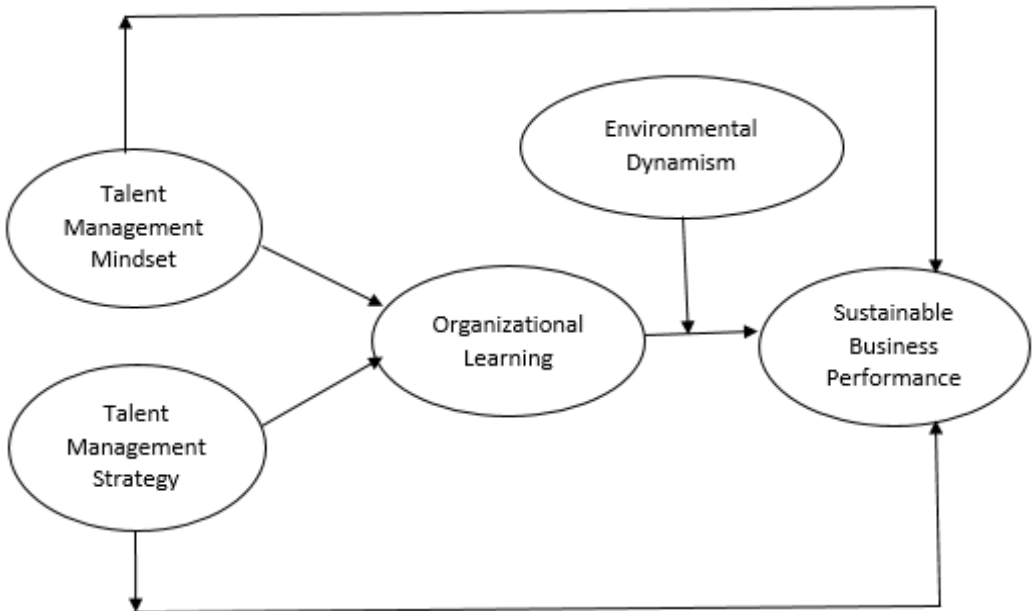 Environmental
Dynamism
Talent
Management
Mindset
Organizational
Learning
Sustainable
Business
Performance
Talent
Management
Strategy